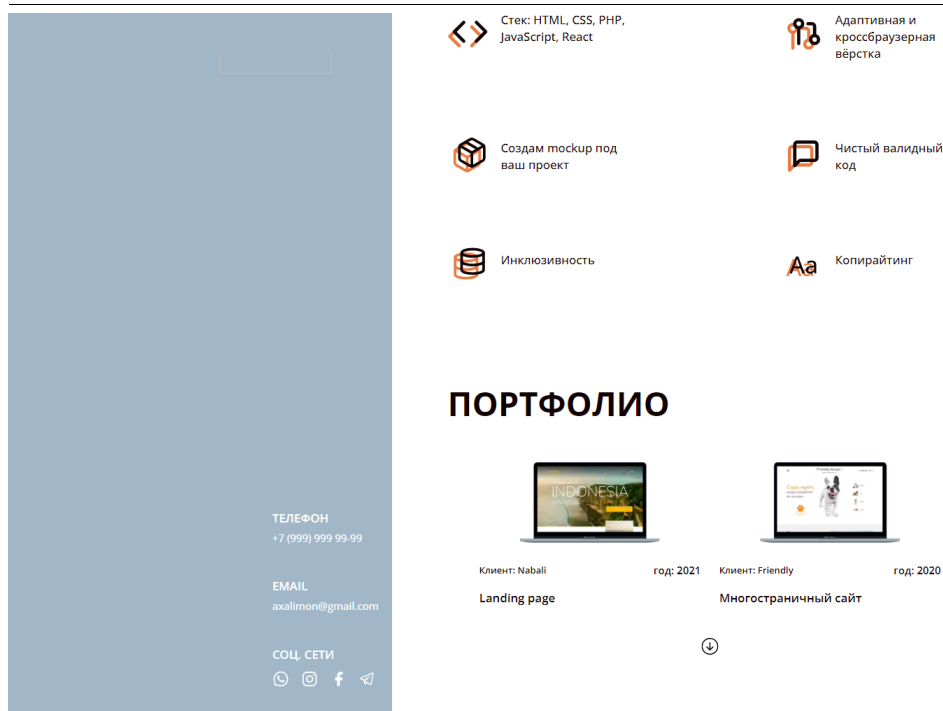 Стек: HTML, CSS, PHP,
JavaScript, React
Адаптивная и
кроссбраузерная
вёрстка
Создам mockup под
ваш проект
Чистый валидный
код
Инклюзивность
Aa
Копирайтинг
ПОРТФОЛИО
INDONESIA
Клиент: Nabali
год: 2021
Landing page
Клиент: Friendly
год: 2020
Многостраничный сайт
ТЕЛЕФОН
+7 (999) 999 99-99
EMAIL
axalimon@gmail.com
СОЦ. СЕТИ